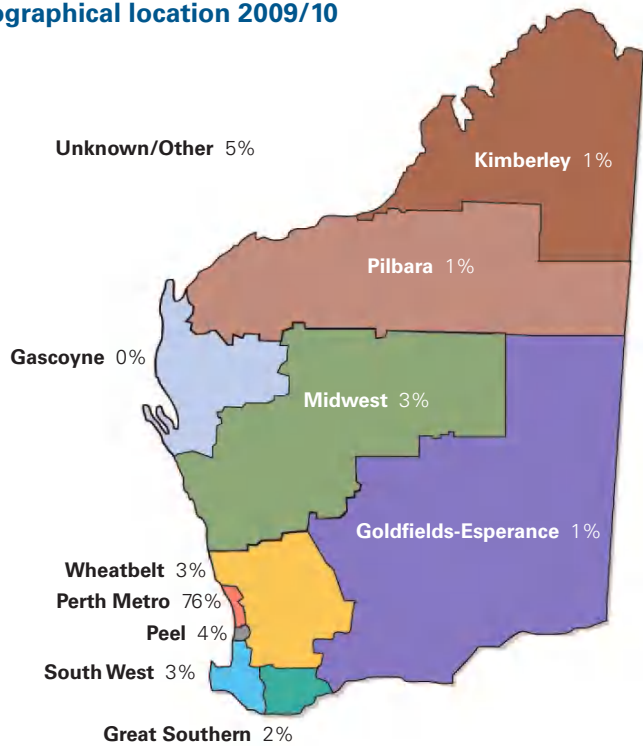 ographical location 2009/10
Unknown/Other 5%
Kimberley 1%
Pilbara 1%
Gascoyne 0%
Midwest 3%
Goldfields-Esperance 1%
Wheatbelt 3%
Perth Metro 76%
Peel 4%
South West 3%
Great Southern 2%